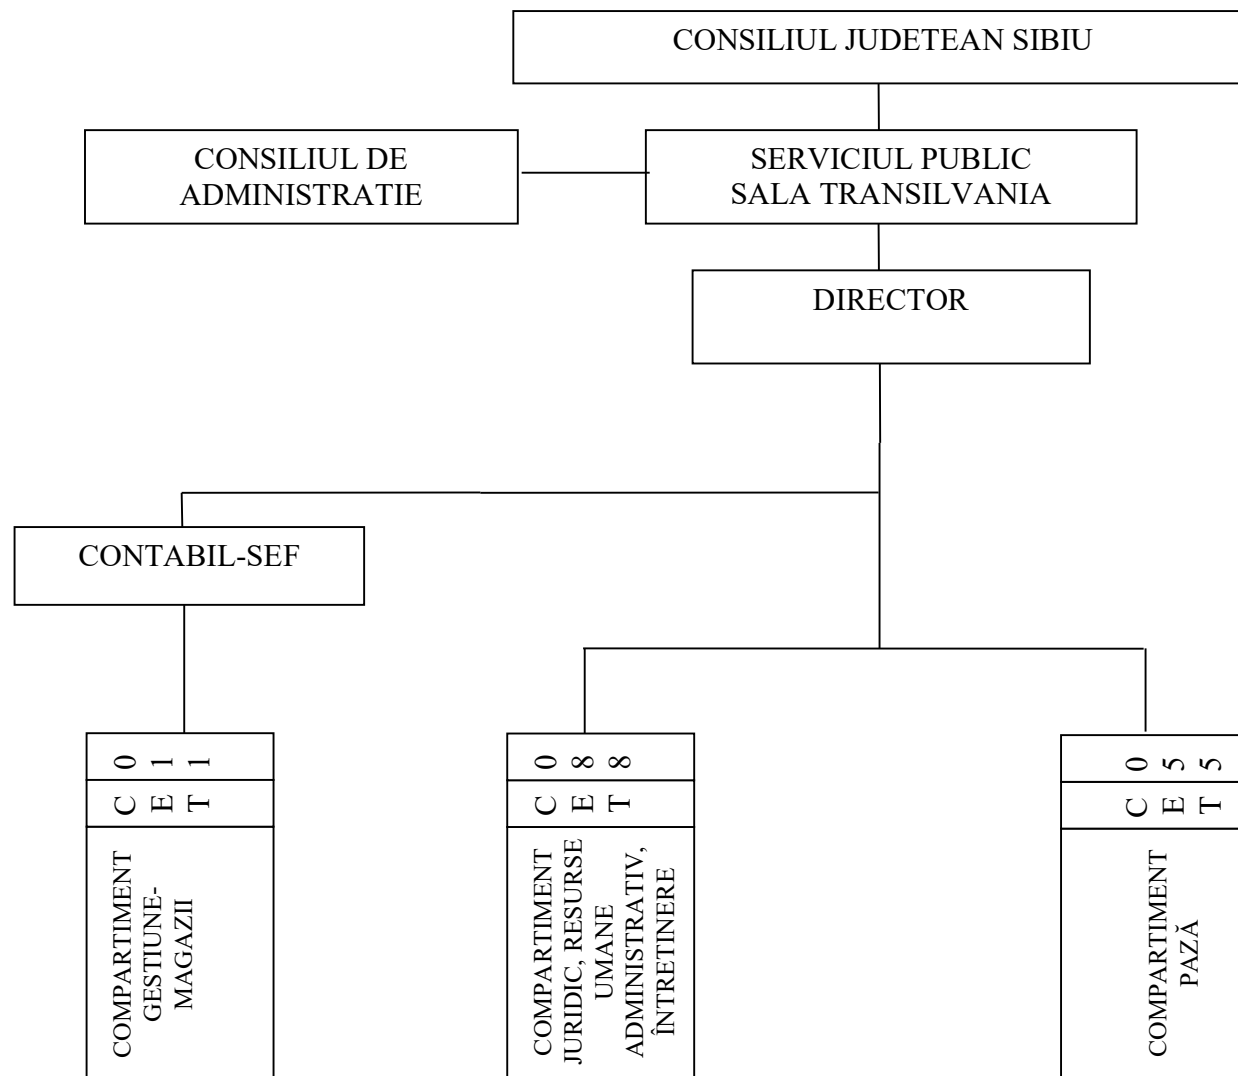 CONSILIUL JUDETEAN SIBIU
CONSILIUL DE
ADMINISTRATIE
SERVICIUL PUBLIC
SALA TRANSILVANIA
DIRECTOR
CONTABIL-SEF
COMPARTIMENT
GESTIUNE-
MAGAZII
C 0
E 1
T 1
COMPARTIMENT
JURIDIC, RESURSE
UMANE
ADMINISTRATIV,
ÎNTRETINERE
C 0
E 8
T 8
COMPARTIMENT
PAZĂ
C 0
E 5
T 5